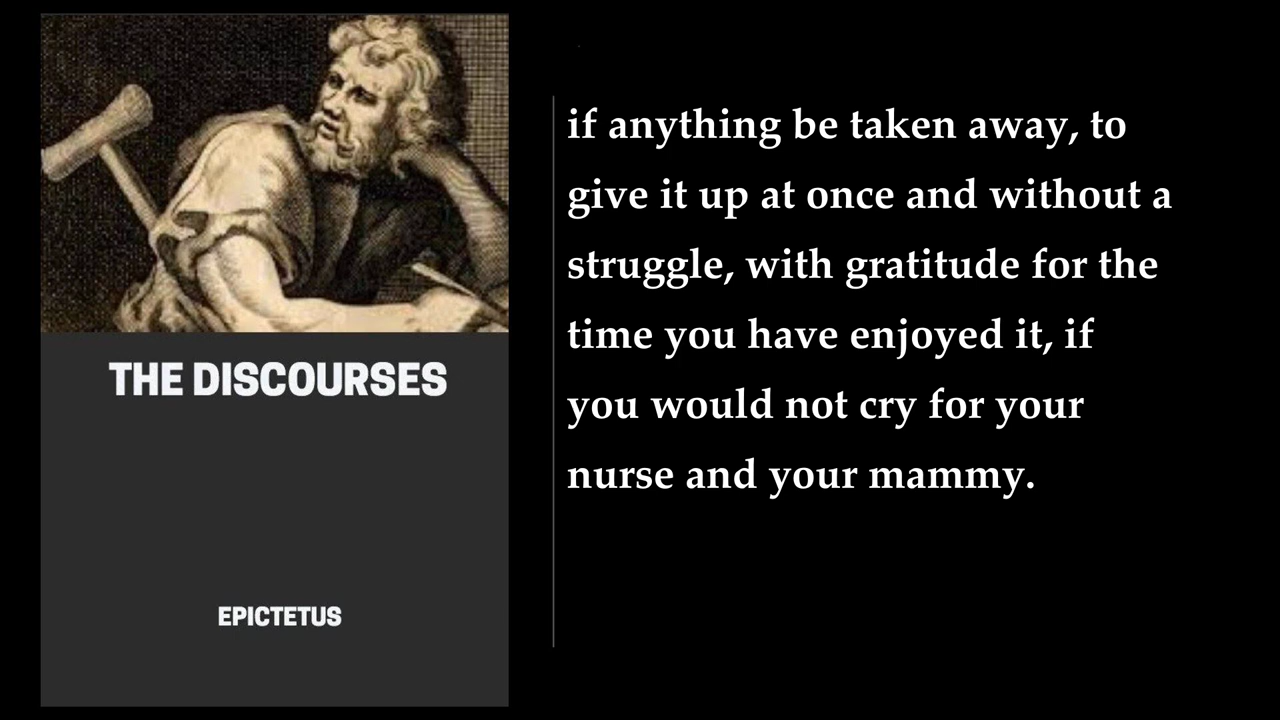 THE DISCOURSES
EPICTETUS
if anything be taken away, to
give it up at once and without a
struggle, with gratitude for the
time you have enjoyed it, if
you would not cry for your
nurse and your mammy.